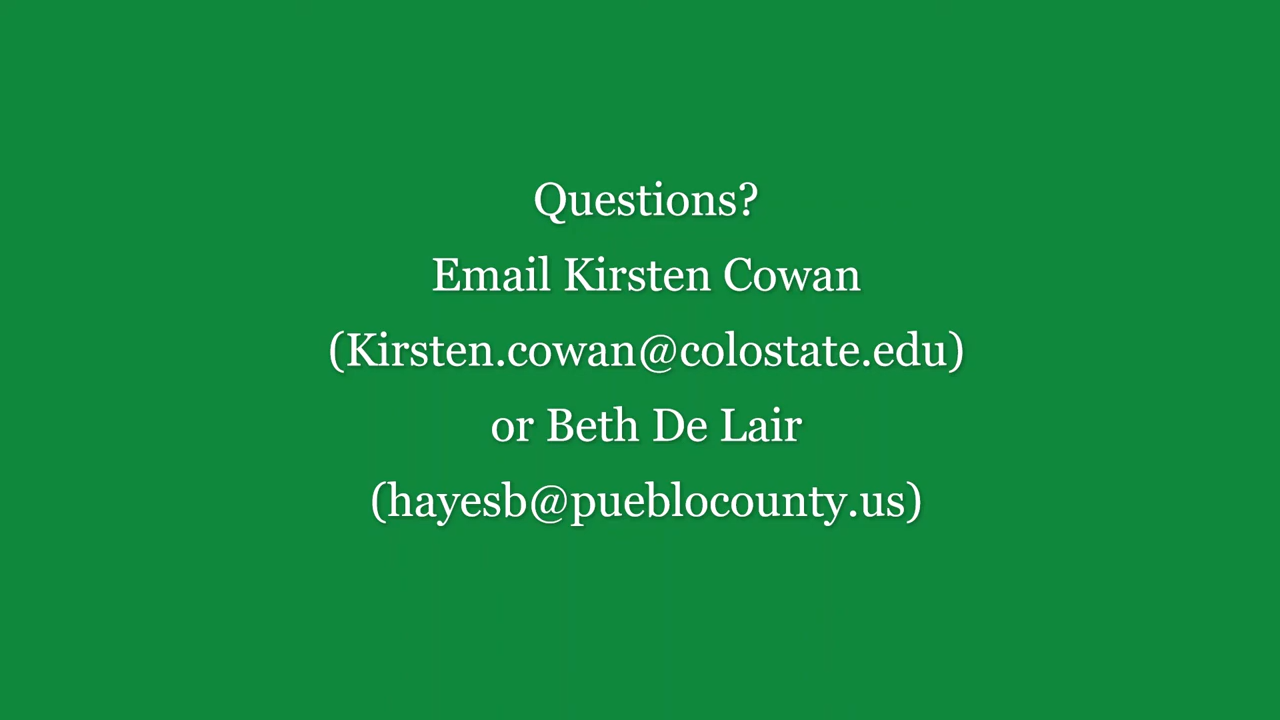 Questions?
Email Kirsten Cowan
(Kirsten.cowan@colostate.edu)
or Beth De Lair
(hayesb@pueblocounty.us)